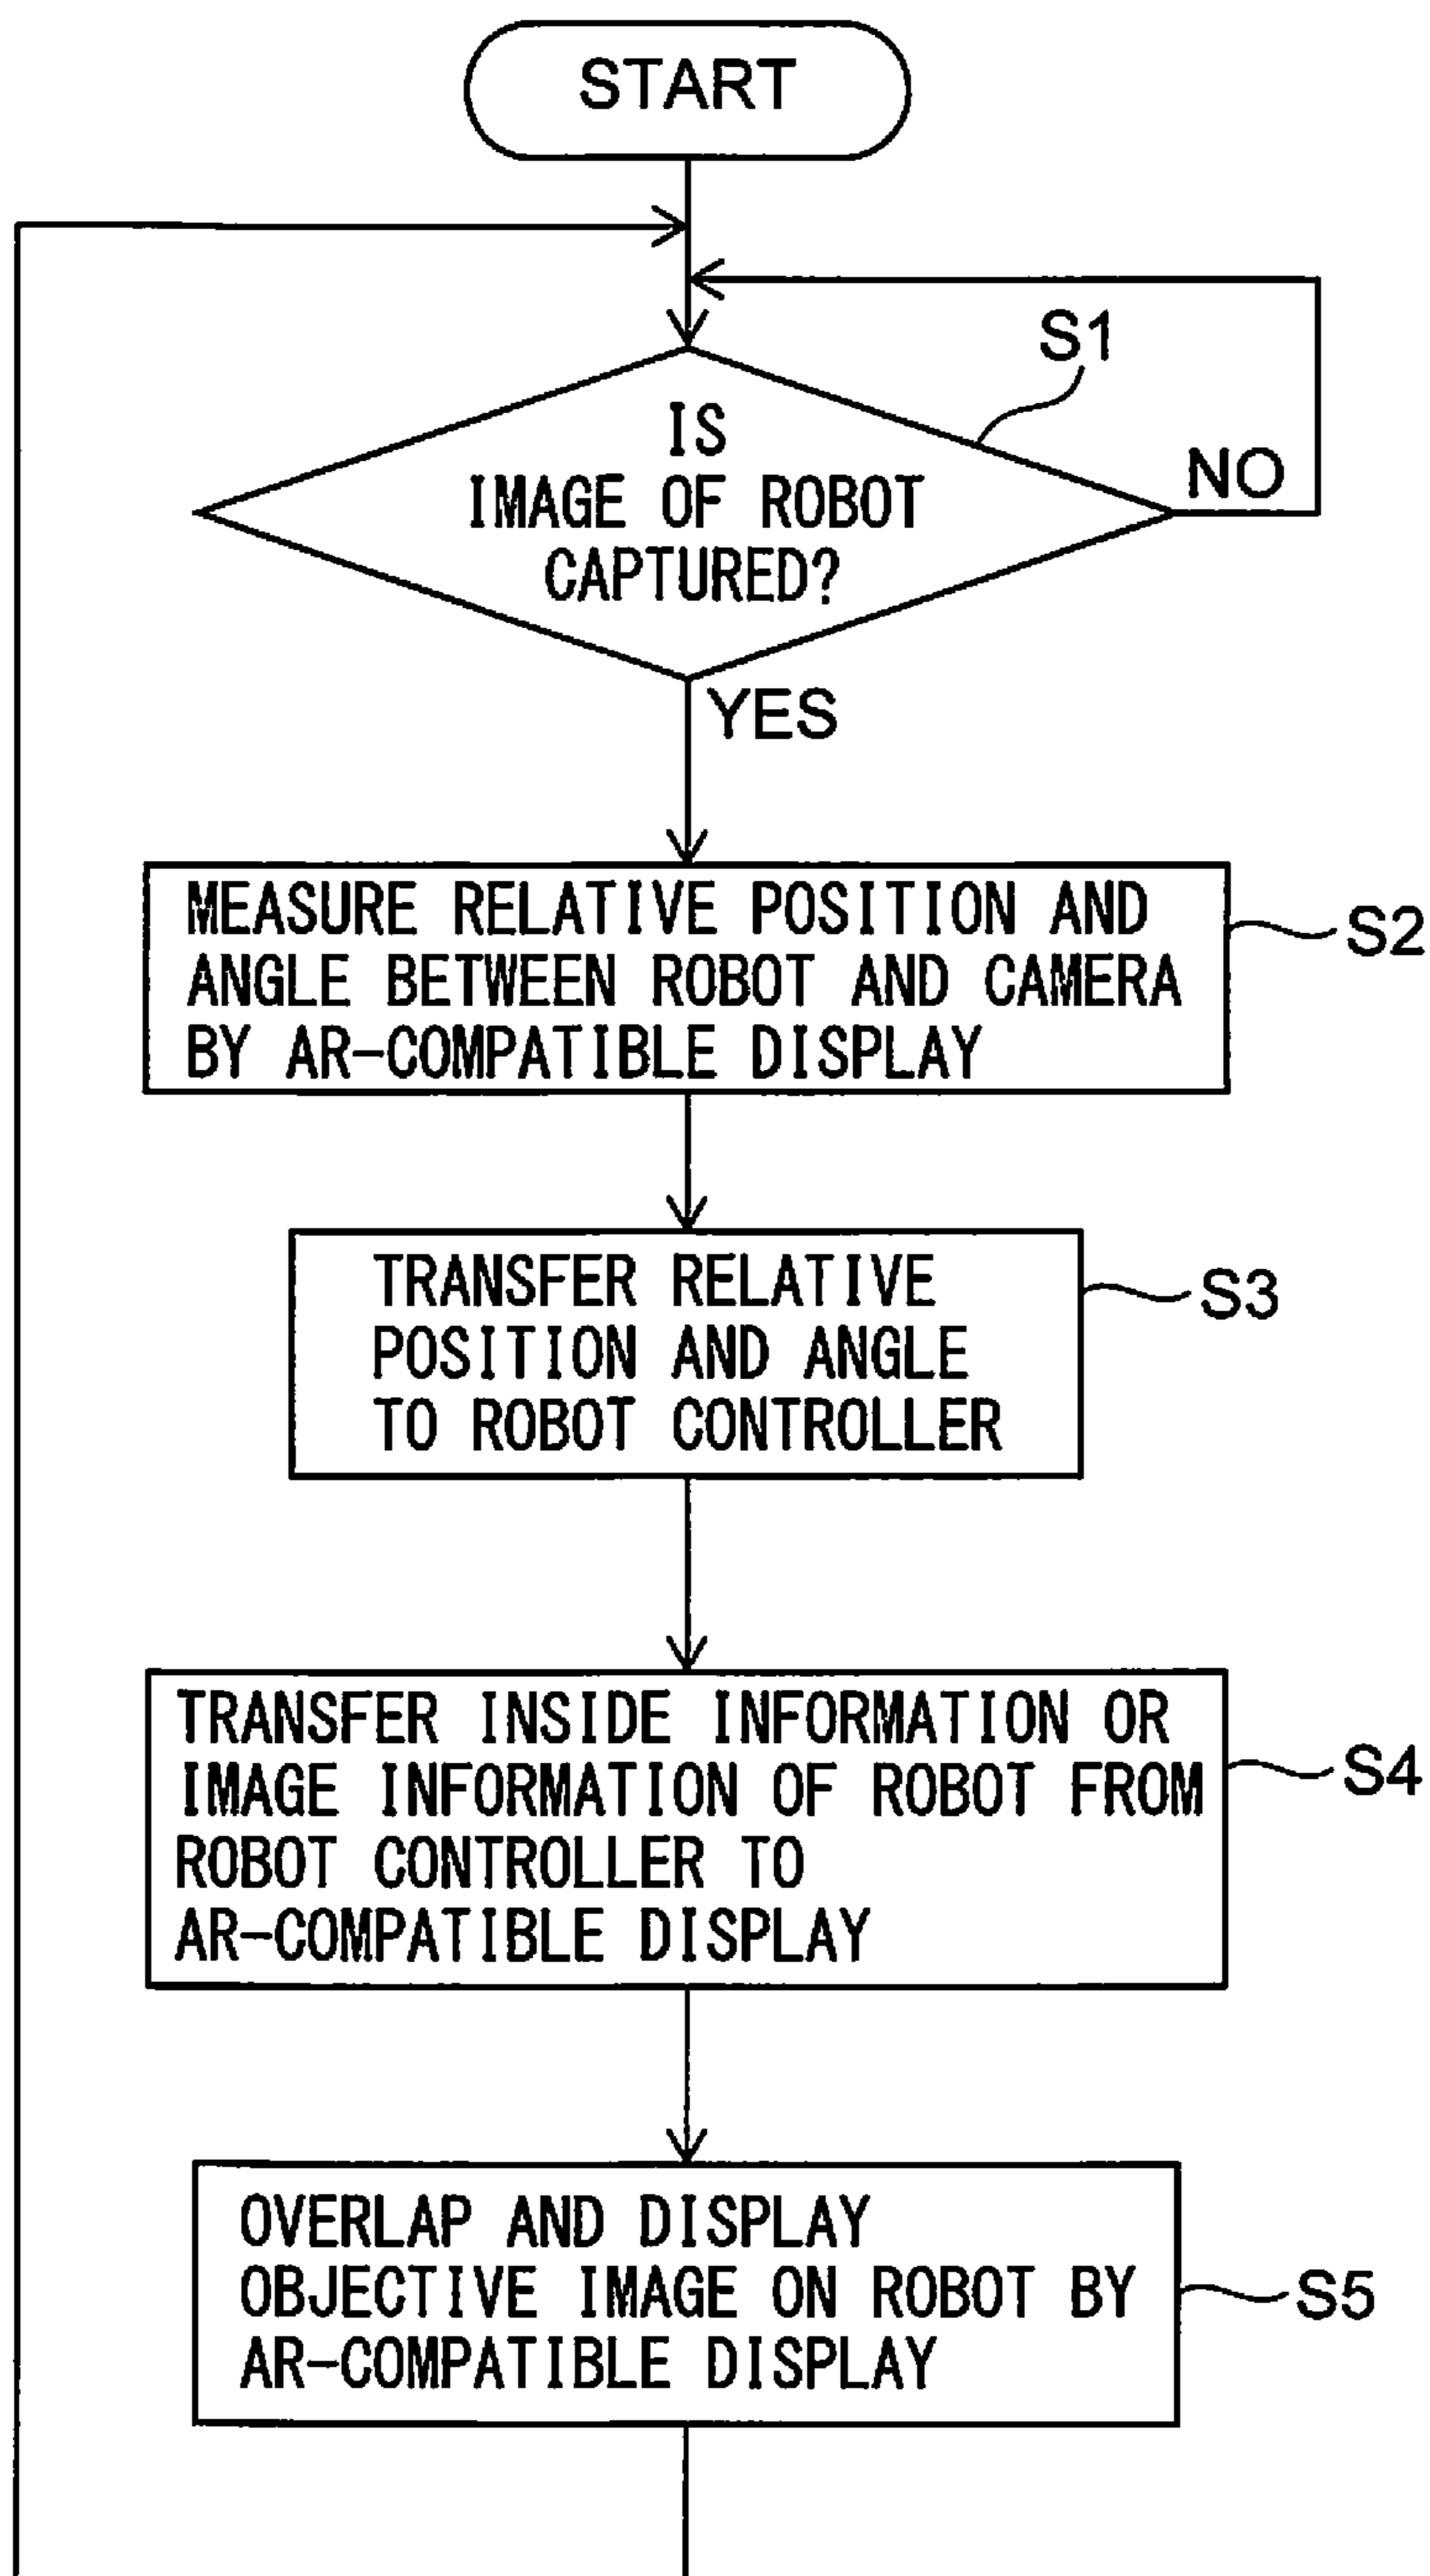 START
S1
IS
IMAGE OF ROBOT
CAPTURED?
NO
YES
MEASURE RELATIVE POSITION AND
ANGLE BETWEEN ROBOT AND CAMERA
BY AR-COMPATIBLE DISPLAY
S2
TRANSFER RELATIVE
POSITION AND ANGLE
TO ROBOT CONTROLLER
S3
TRANSFER INSIDE INFORMATION OR
IMAGE INFORMATION OF ROBOT FROM
ROBOT CONTROLLER TO
AR-COMPATIBLE DISPLAY
S4
OVERLAP AND DISPLAY
OBJECTIVE IMAGE ON ROBOT BY
AR-COMPATIBLE DISPLAY
S5